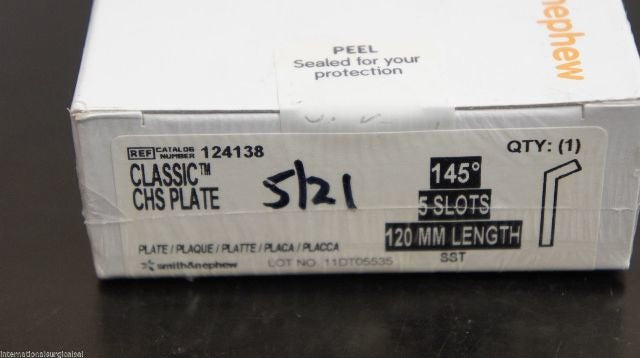 nephew
PEEL
Sealed for your
protection
REF CATALOG NUMBER 124138
QTY: (1)
CLASSIC™
CHS PLATE
5/21
145°
5 SLOTS
120 MM LENGTH
SST
PLATE / PLAQUE / PLATTE / PLACA / PLACCA
smith&nephew
LOT NO. 11DT05535
internationalsurgicalsel